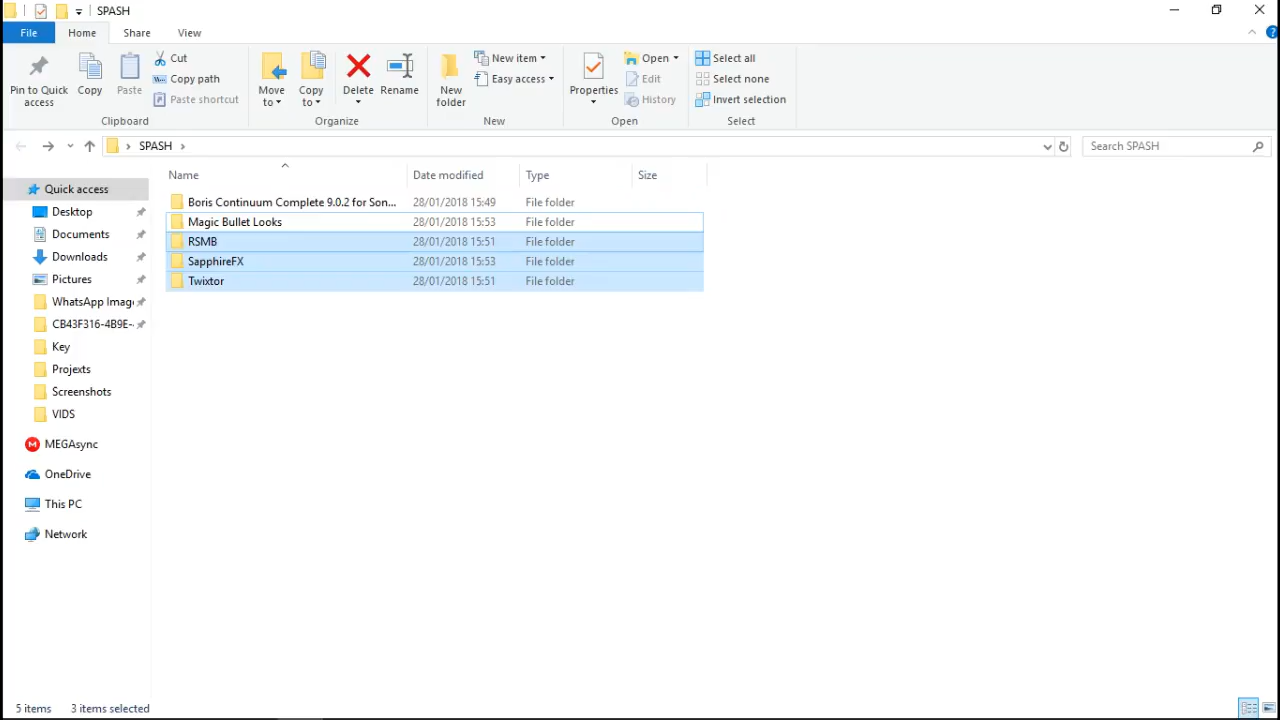 SPASH
File Home Share View
Pin to Quick access
Copy
Paste
Cut
Copy path
Paste shortcut
Clipboard
Move to
Copy to
Delete
Rename
Organize
New folder
New item
Easy access
New
Properties
Open
Edit
History
Open
Select all
Select none
Invert selection
Select
SPASH
Search SPASH
Name Date modified Type Size
Quick access
Desktop
Documents
Downloads
Pictures
WhatsApp Imag
CB43F316-4B9E-
Key
Projexts
Screenshots
VIDS
MEGAsync
OneDrive
This PC
Network
Boris Continuum Complete 9.0.2 for Son... 28/01/2018 15:49 File folder
Magic Bullet Looks 28/01/2018 15:53 File folder
RSMB 28/01/2018 15:51 File folder
SapphireFX 28/01/2018 15:53 File folder
Twixtor 28/01/2018 15:51 File folder
5 items 3 items selected